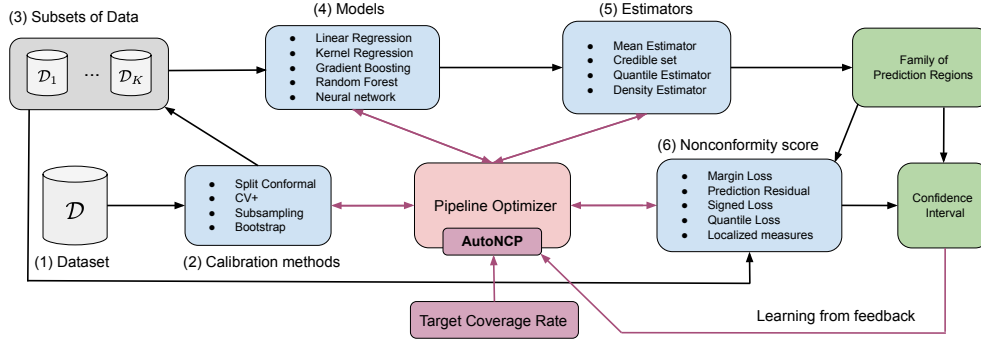 (3) Subsets of Data
(4) Models
(5) Estimators
𝒟1 ... 𝒟K
● Linear Regression
● Kernel Regression
● Gradient Boosting
● Random Forest
● Neural network
● Mean Estimator
● Credible set
● Quantile Estimator
● Density Estimator
Family of
Prediction Regions
𝒟
(1) Dataset
● Split Conformal
● CV+
● Subsampling
● Bootstrap
(2) Calibration methods
Pipeline Optimizer
AutoNCP
Target Coverage Rate
(6) Nonconformity score
● Margin Loss
● Prediction Residual
● Signed Loss
● Quantile Loss
● Localized measures
Confidence
Interval
Learning from feedback